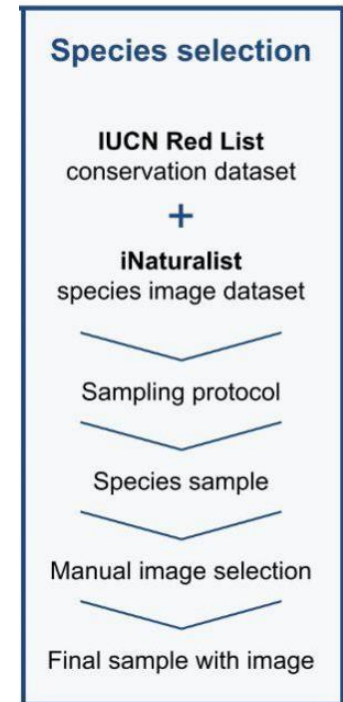 Species selection
IUCN Red List
conservation dataset
+
iNaturalist
species image dataset
Sampling protocol
Species sample
Manual image selection
Final sample with image